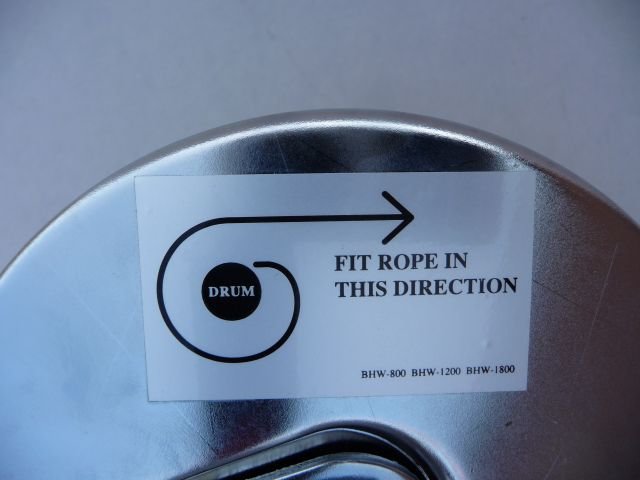 DRUM
FIT ROPE IN
THIS DIRECTION
BHW-800 BHW-1200 BHW-1800